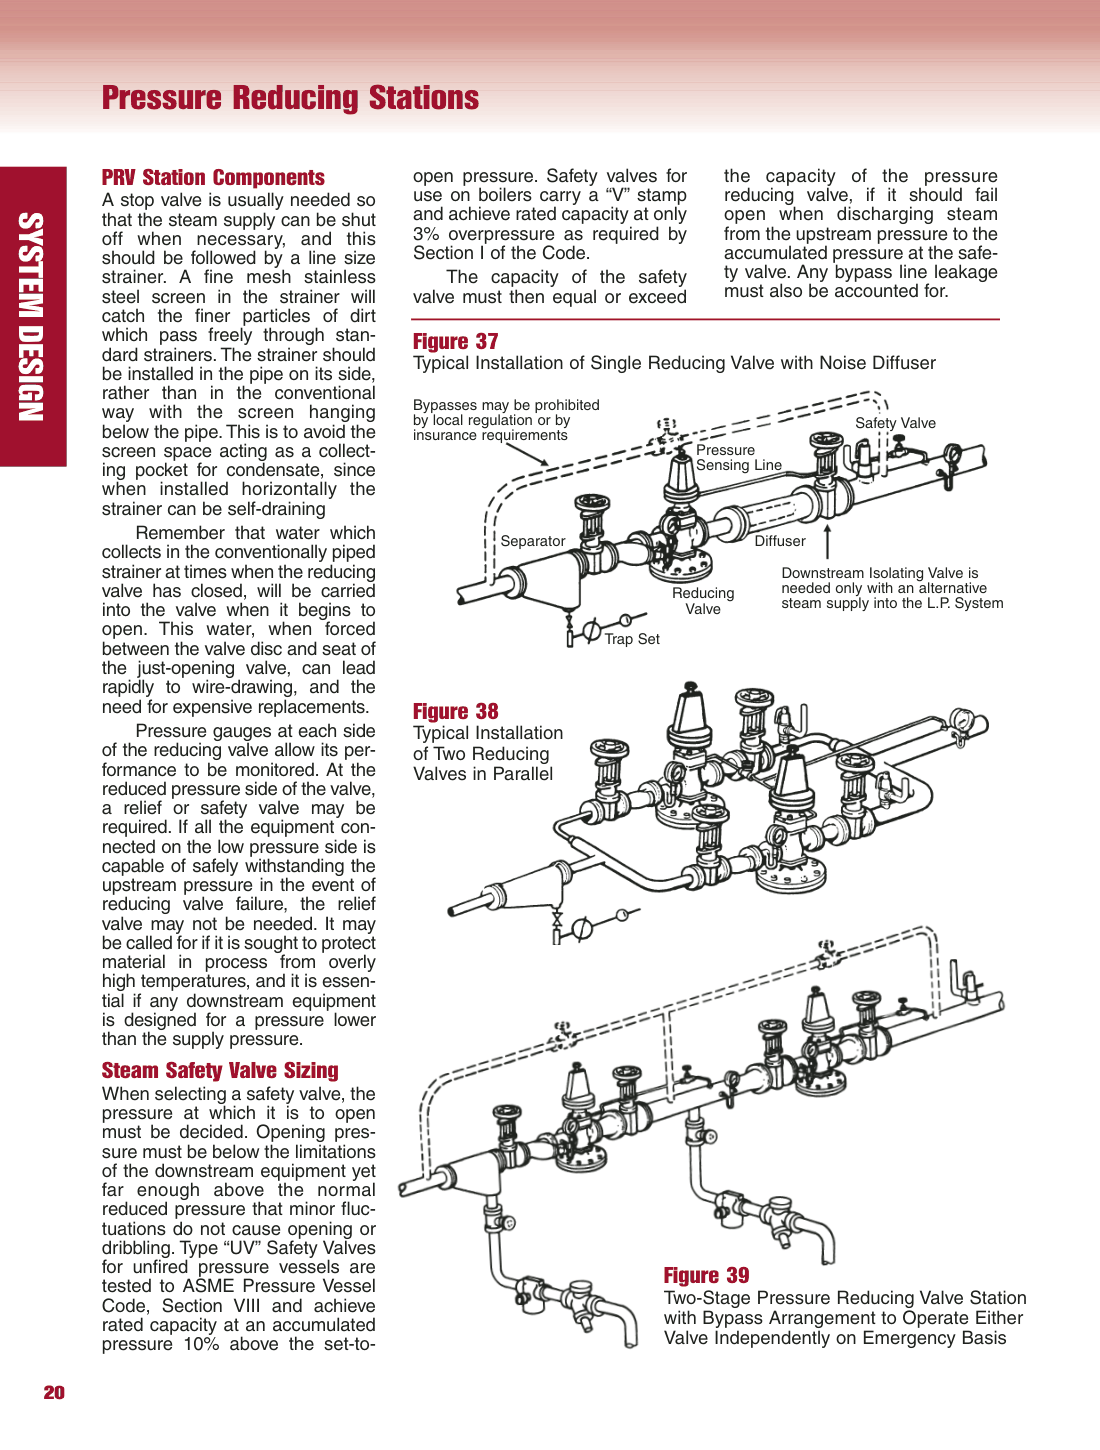 Pressure Reducing Stations
SYSTEM DESIGN
PRV Station Components
A stop valve is usually needed so
that the steam supply can be shut
off when necessary, and this
should be followed by a line size
strainer. A fine mesh stainless
steel screen in the strainer will
catch the finer particles of dirt
which pass freely through stan-
dard strainers. The strainer should
be installed in the pipe on its side,
rather than in the conventional
way with the screen hanging
below the pipe. This is to avoid the
screen space acting as a collect-
ing pocket for condensate, since
when installed horizontally the
strainer can be self-draining
Remember that water which
collects in the conventionally piped
strainer at times when the reducing
valve has closed, will be carried
into the valve when it begins to
open. This water, when forced
between the valve disc and seat of
the just-opening valve, can lead
rapidly to wire-drawing, and the
need for expensive replacements.
Pressure gauges at each side
of the reducing valve allow its per-
formance to be monitored. At the
reduced pressure side of the valve,
a relief or safety valve may be
required. If all the equipment con-
nected on the low pressure side is
capable of safely withstanding the
upstream pressure in the event of
reducing valve failure, the relief
valve may not be needed. It may
be called for if it is sought to protect
material in process from overly
high temperatures, and it is essen-
tial if any downstream equipment
is designed for a pressure lower
than the supply pressure.
Steam Safety Valve Sizing
When selecting a safety valve, the
pressure at which it is to open
must be decided. Opening pres-
sure must be below the limitations
of the downstream equipment yet
far enough above the normal
reduced pressure that minor fluc-
tuations do not cause opening or
dribbling. Type “UV” Safety Valves
for unfired pressure vessels are
tested to ASME Pressure Vessel
Code, Section VIII and achieve
rated capacity at an accumulated
pressure 10% above the set-to-
open pressure. Safety valves for
use on boilers carry a “V” stamp
and achieve rated capacity at only
3% overpressure as required by
Section I of the Code.
The capacity of the safety
valve must then equal or exceed
the capacity of the pressure
reducing valve, if it should fail
open when discharging steam
from the upstream pressure to the
accumulated pressure at the safe-
ty valve. Any bypass line leakage
must also be accounted for.
Figure 37
Typical Installation of Single Reducing Valve with Noise Diffuser
Bypasses may be prohibited
by local regulation or by
insurance requirements
Safety Valve
Pressure
Sensing Line
Separator
Diffuser
Downstream Isolating Valve is
needed only with an alternative
steam supply into the L.P. System
Reducing
Valve
Trap Set
Figure 38
Typical Installation
of Two Reducing
Valves in Parallel
Figure 39
Two-Stage Pressure Reducing Valve Station
with Bypass Arrangement to Operate Either
Valve Independently on Emergency Basis
20